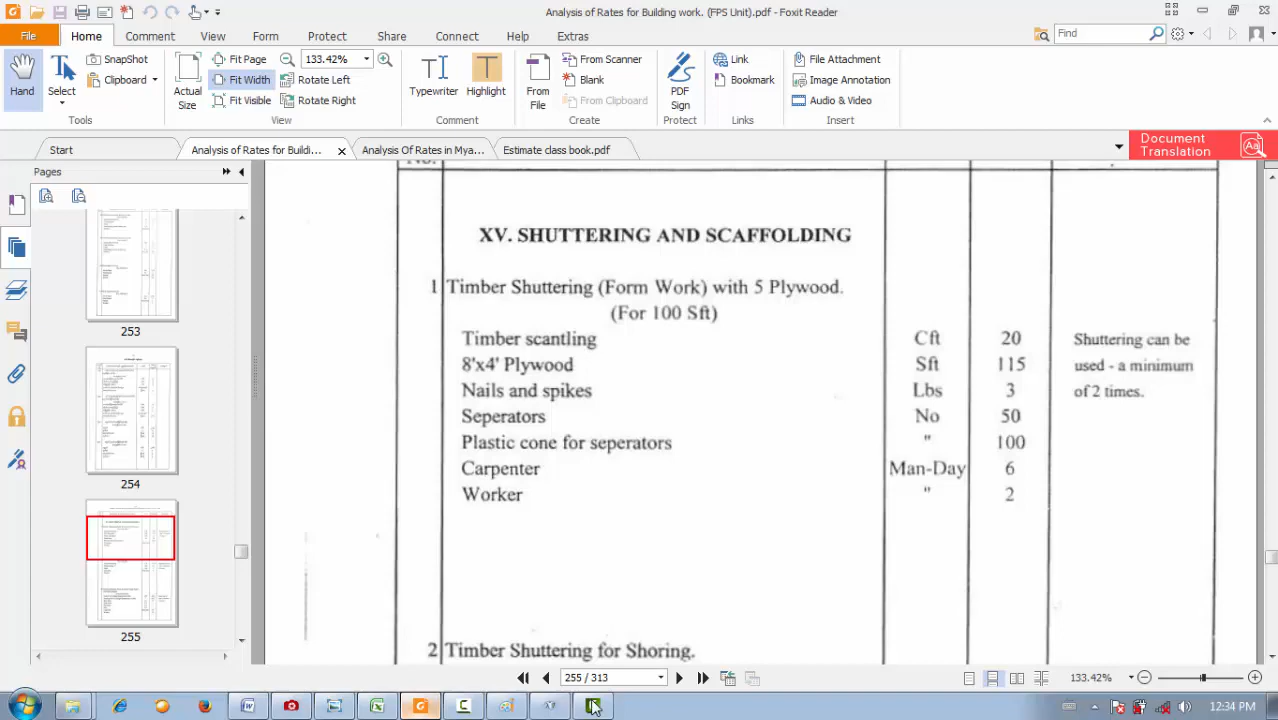 Analysis of Rates for Building work. (FPS Unit).pdf - Foxit Reader
File Home Comment View Form Protect Share Connect Help Extras
Find
Hand
Select
SnapShot
Clipboard
Tools
Actual Size
Fit Page
Fit Width
Fit Visible
133.42%
Rotate Left
Rotate Right
View
Typewriter
Highlight
Comment
From File
From Scanner
Blank
From Clipboard
Create
PDF Sign
Protect
Link
Bookmark
Links
File Attachment
Image Annotation
Audio & Video
Insert
Start
Analysis of Rates for Buildi...
Analysis Of Rates in Mya...
Estimate gtss book.pdf
Document Translation
Aa
Pages
253
254
255
No.
XV. SHUTTERING AND SCAFFOLDING
1 Timber Shuttering (Form Work) with 5 Plywood.
(For 100 Sft)
Timber scantling Cft 20 Shuttering can be
8'x4' Plywood Sft 115 used - a minimum
Nails and spikes Lbs 3 of 2 times.
Seperators No 50
Plastic cone for seperators " 100
Carpenter Man-Day 6
Worker " 2
2 Timber Shuttering for Shoring.
255 / 313
133.42%
12:34 PM